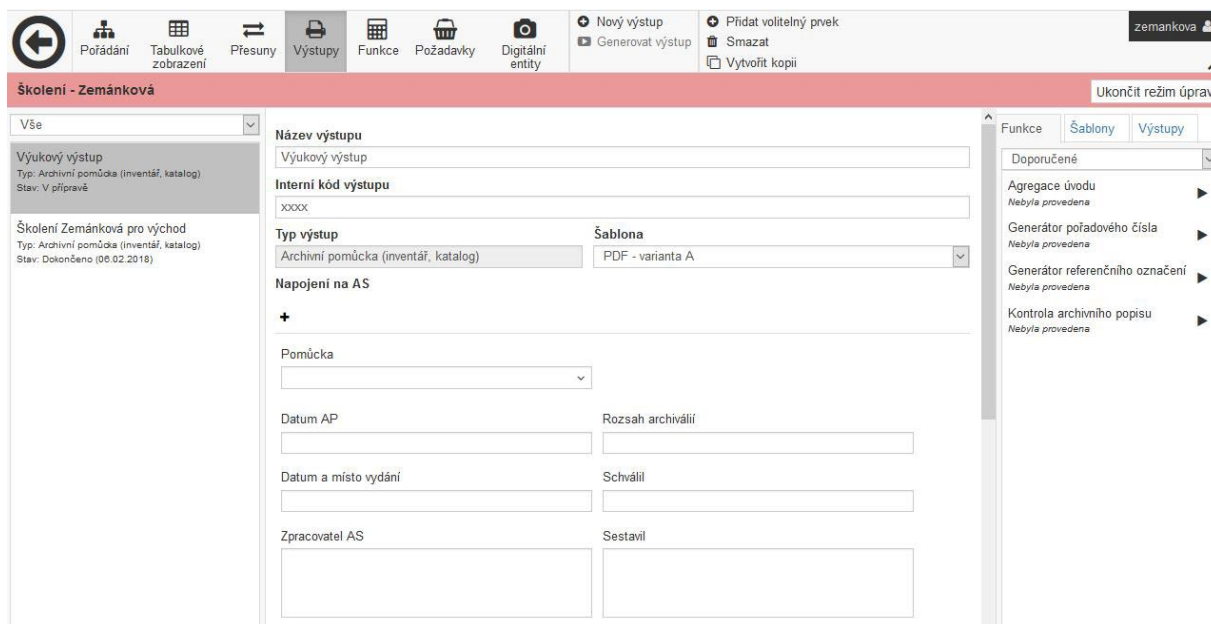 Pořádání
Tabulkové
zobrazení
Přesuny
Výstupy
Funkce
Požadavky
Digitální
entity
Nový výstup
Generovat výstup
Přidat volitelný prvek
Smazat
Vytvořit kopii
zemankova
Školení - Zemánková
Ukončit režim úprav
Vše
Výukový výstup
Typ: Archivní pomůcka (inventář, katalog)
Stav: V přípravě
Školení Zemánková pro východ
Typ: Archivní pomůcka (inventář, katalog)
Stav: Dokončeno (06.02.2018)
Název výstupu
Výukový výstup
Interní kód výstupu
xxxx
Typ výstup
Šablona
Archivní pomůcka (inventář, katalog)
PDF - varianta A
Napojení na AS
Pomůcka
Datum AP
Rozsah archiválií
Datum a místo vydání
Schválil
Zpracovatel AS
Sestavil
Funkce
Šablony
Výstupy
Doporučené
Agregace úvodu
Nebyla provedena
Generátor pořadového čísla
Nebyla provedena
Generátor referenčního označení
Nebyla provedena
Kontrola archivního popisu
Nebyla provedena